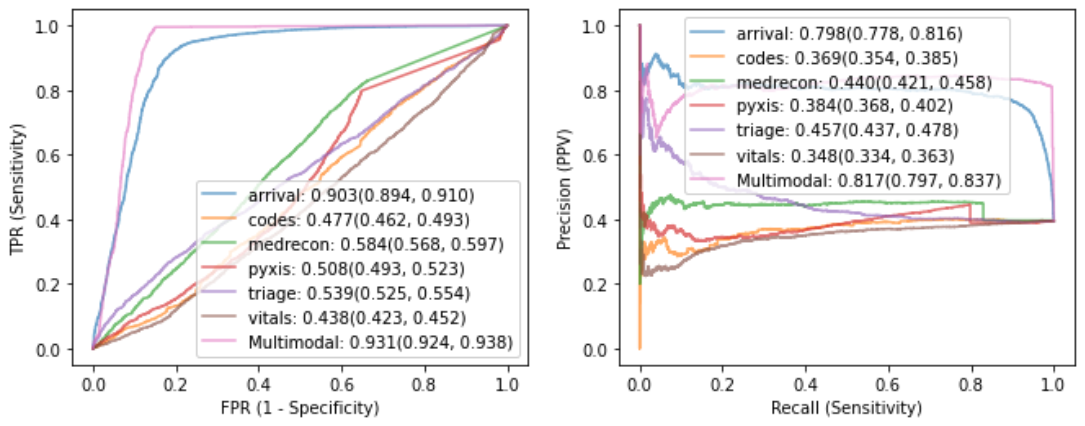 1.0
0.8
0.6
0.4
0.2
0.0
TPR (Sensitivity)
arrival: 0.903(0.894, 0.910)
codes: 0.477(0.462, 0.493)
medrecon: 0.584(0.568, 0.597)
pyxis: 0.508(0.493, 0.523)
triage: 0.539(0.525, 0.554)
vitals: 0.438(0.423, 0.452)
Multimodal: 0.931(0.924, 0.938)
0.0 0.2 0.4 0.6 0.8 1.0
FPR (1 - Specificity)
1.0
0.8
0.6
0.4
0.2
0.0
Precision (PPV)
arrival: 0.798(0.778, 0.816)
codes: 0.369(0.354, 0.385)
medrecon: 0.440(0.421, 0.458)
pyxis: 0.384(0.368, 0.402)
triage: 0.457(0.437, 0.478)
vitals: 0.348(0.334, 0.363)
Multimodal: 0.817(0.797, 0.837)
0.0 0.2 0.4 0.6 0.8 1.0
Recall (Sensitivity)